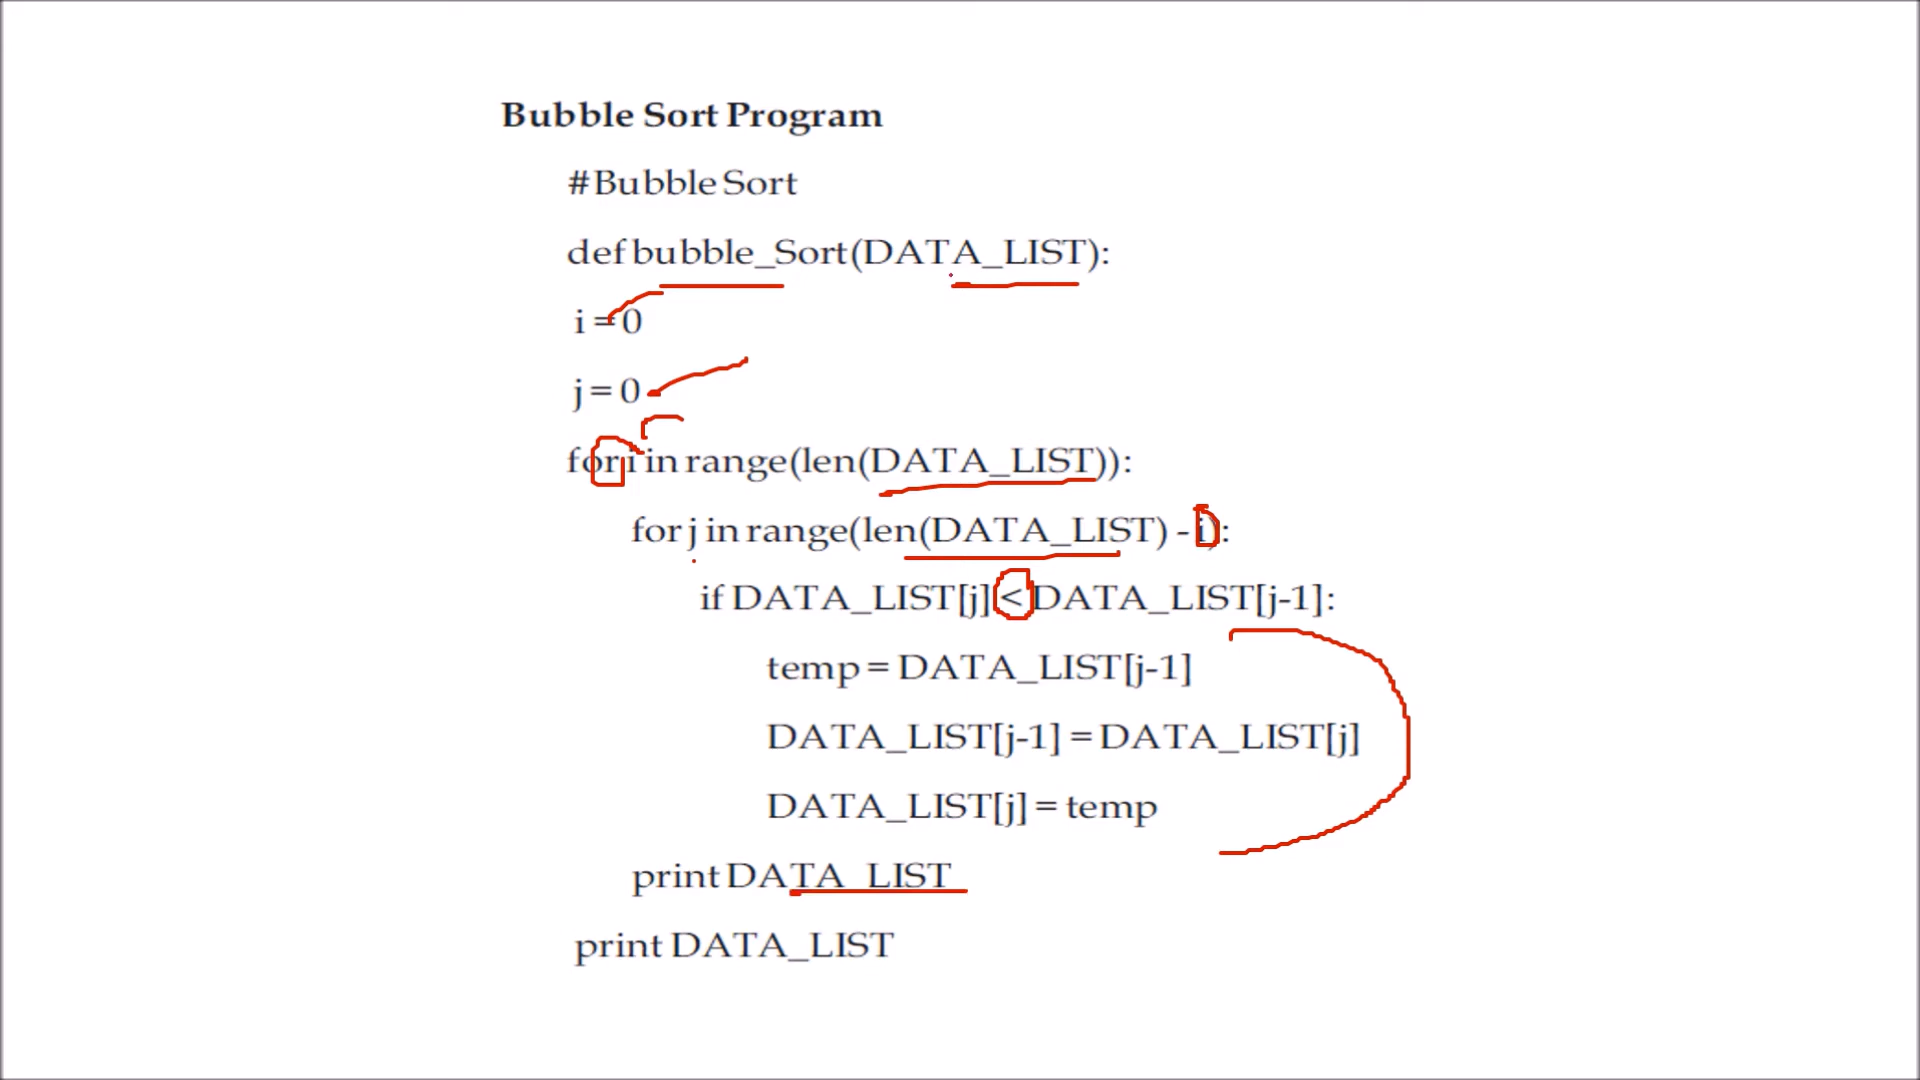 Bubble Sort Program
#Bubble Sort
def bubble_Sort(DATA_LIST):
i = 0
j = 0
for i in range(len(DATA_LIST)):
for j in range(len(DATA_LIST) - i):
if DATA_LIST[j] < DATA_LIST[j-1]:
temp = DATA_LIST[j-1]
DATA_LIST[j-1] = DATA_LIST[j]
DATA_LIST[j] = temp
print DATA_LIST
print DATA_LIST